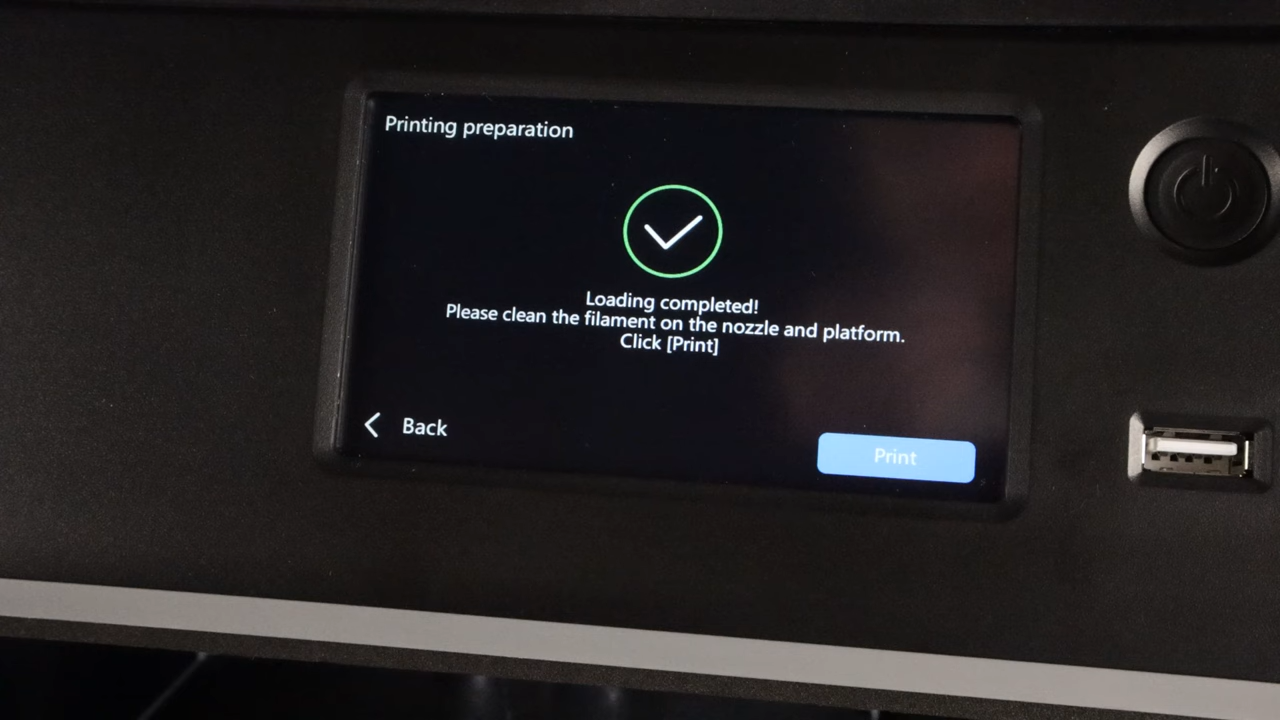 Printing preparation
Loading completed!
Please clean the filament on the nozzle and platform.
Click [Print]
Back
Print